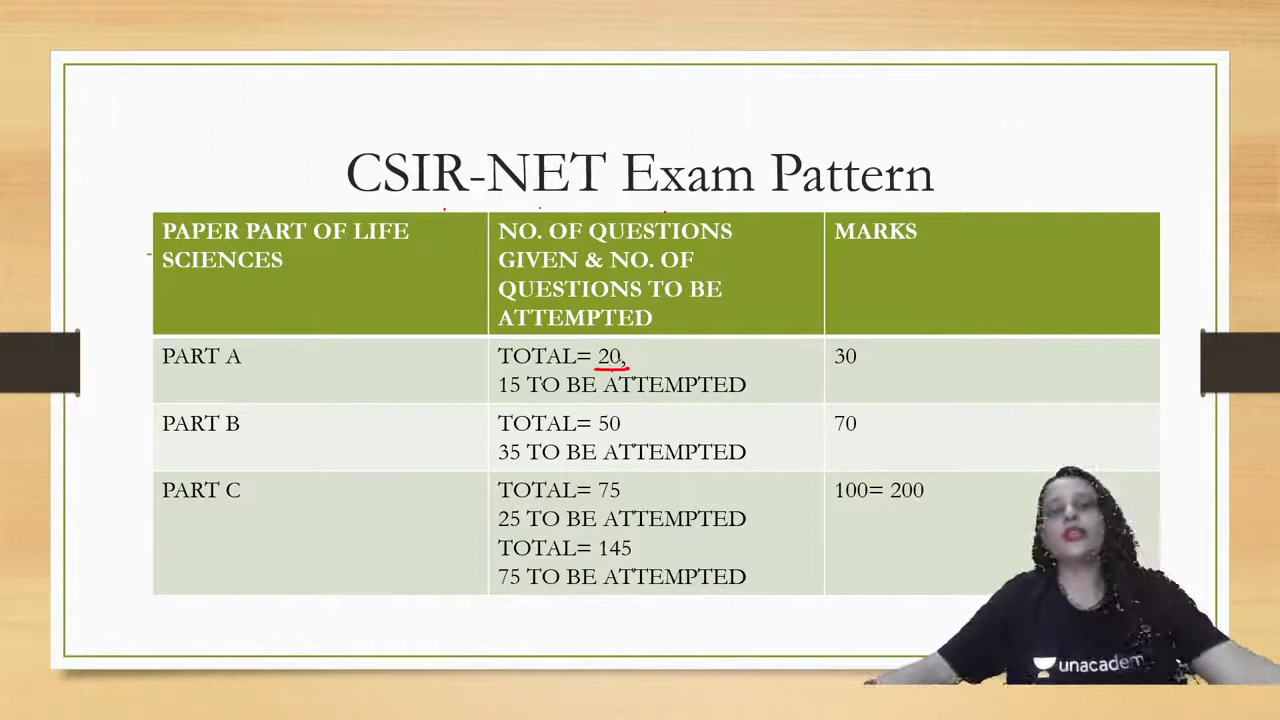 CSIR-NET Exam Pattern
PAPER PART OF LIFE
SCIENCES
NO. OF QUESTIONS
GIVEN & NO. OF
QUESTIONS TO BE
ATTEMPTED
MARKS
PART A
TOTAL= 20,
15 TO BE ATTEMPTED
30
PART B
TOTAL= 50
35 TO BE ATTEMPTED
70
PART C
TOTAL= 75
25 TO BE ATTEMPTED
TOTAL= 145
75 TO BE ATTEMPTED
100= 200
unacadem